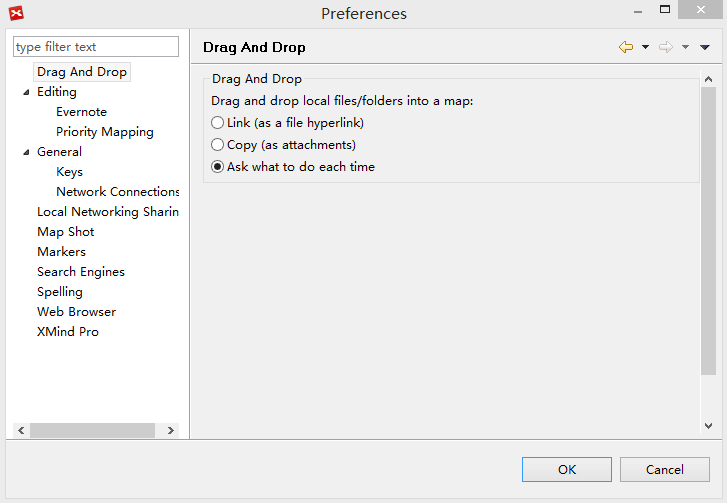 Preferences
type filter text
Drag And Drop
Editing
Evernote
Priority Mapping
General
Keys
Network Connections
Local Networking Sharin
Map Shot
Markers
Search Engines
Spelling
Web Browser
XMind Pro
Drag And Drop
Drag And Drop
Drag and drop local files/folders into a map:
Link (as a file hyperlink)
Copy (as attachments)
Ask what to do each time
OK
Cancel